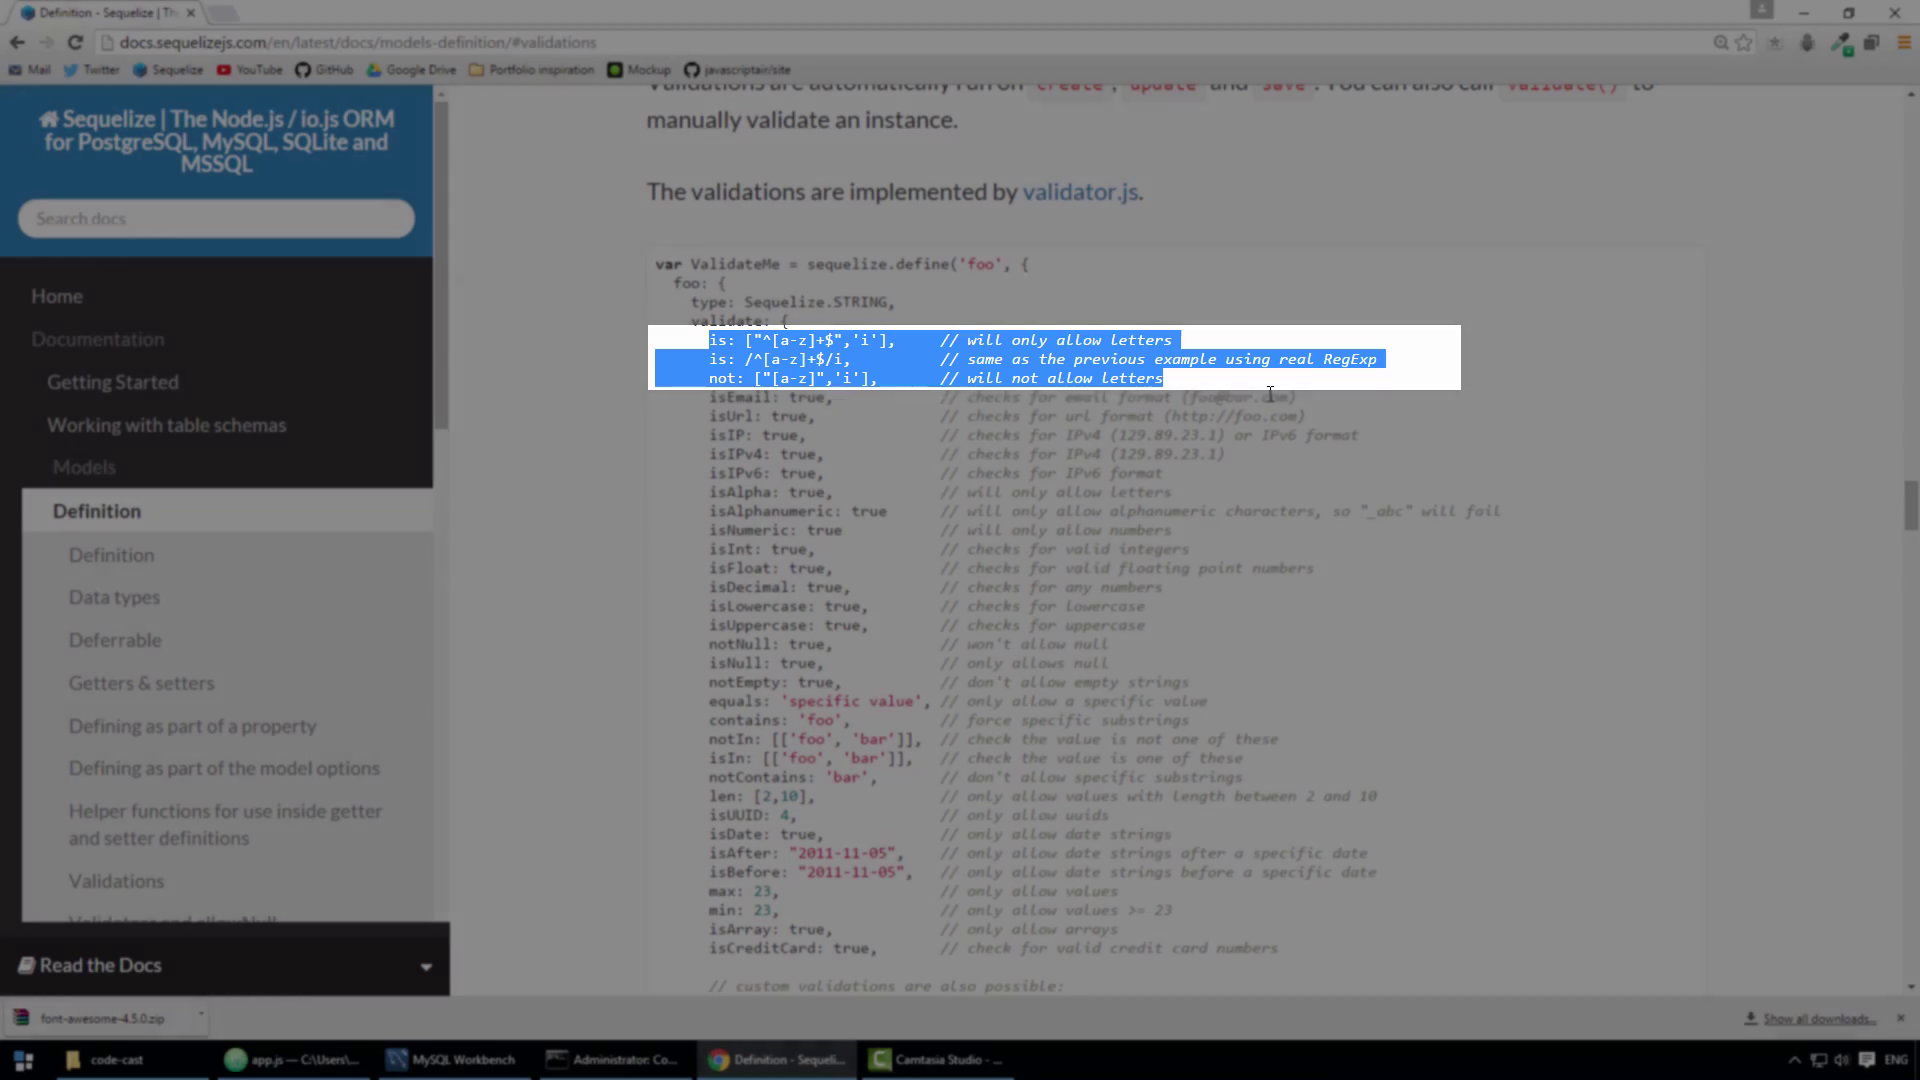 Definition - Sequelize | Th
docs.sequelizejs.com/en/latest/docs/models-definition/#validations
Mail Twitter Sequelize YouTube GitHub Google Drive Portfolio inspiration Mockup javascriptair/site
Sequelize | The Node.js / io.js ORM
for PostgreSQL, MySQL, SQLite and
MSSQL
Search docs
Home
Documentation
Getting Started
Working with table schemas
Models
Definition
Definition
Data types
Deferrable
Getters & setters
Defining as part of a property
Defining as part of the model options
Helper functions for use inside getter
and setter definitions
Validations
Validators and allowNull
Read the Docs
Validations are automatically run on create, update and save. You can also call validate() to
manually validate an instance.
The validations are implemented by validator.js.
var ValidateMe = sequelize.define('foo', {
foo: {
type: Sequelize.STRING,
validate: {
is: ["^[a-z]+$",'i'], // will only allow letters
is: /^[a-z]+$/i, // same as the previous example using real RegExp
not: ["[a-z]",'i'], // will not allow letters
isEmail: true, // checks for email format (foo@bar.com)
isUrl: true, // checks for url format (http://foo.com)
isIP: true, // checks for IPv4 (129.89.23.1) or IPv6 format
isIPv4: true, // checks for IPv4 (129.89.23.1)
isIPv6: true, // checks for IPv6 format
isAlpha: true, // will only allow letters
isAlphanumeric: true // will only allow alphanumeric characters, so "_abc" will fail
isNumeric: true // will only allow numbers
isInt: true, // checks for valid integers
isFloat: true, // checks for valid floating point numbers
isDecimal: true, // checks for any numbers
isLowercase: true, // checks for lowercase
isUppercase: true, // checks for uppercase
notNull: true, // won't allow null
isNull: true, // only allows null
notEmpty: true, // don't allow empty strings
equals: 'specific value', // only allow a specific value
contains: 'foo', // force specific substrings
notIn: [['foo', 'bar']], // check the value is not one of these
isIn: [['foo', 'bar']], // check the value is one of these
notContains: 'bar', // don't allow specific substrings
len: [2,10], // only allow values with length between 2 and 10
isUUID: 4, // only allow uuids
isDate: true, // only allow date strings
isAfter: "2011-11-05", // only allow date strings after a specific date
isBefore: "2011-11-05", // only allow date strings before a specific date
max: 23, // only allow values
min: 23, // only allow values >= 23
isArray: true, // only allow arrays
isCreditCard: true, // check for valid credit card numbers
// custom validations are also possible:
font-awesome-4.5.0.zip
Show all downloads...
code-cast app.js — C:\Users\... MySQL Workbench Administrator: Co... Definition - Sequeli... Camtasia Studio - ... ENG